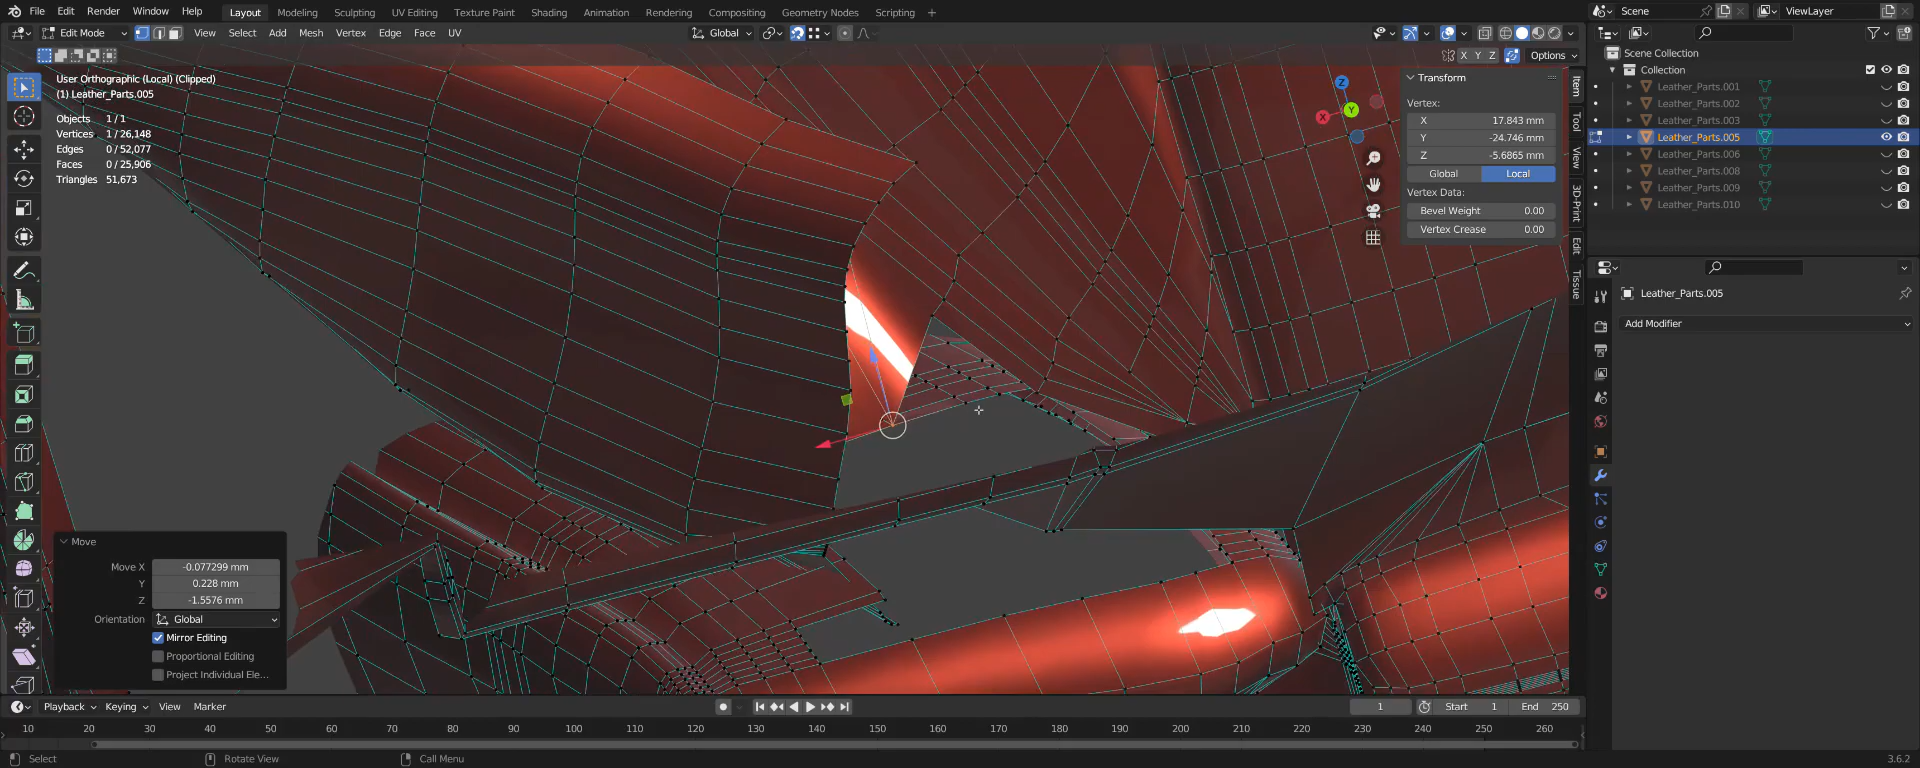 File Edit Render Window Help Layout Modeling Sculpting UV Editing Texture Paint Shading Animation Rendering Compositing Geometry Nodes Scripting + Scene ViewLayer
Edit Mode View Select Add Mesh Vertex Edge Face UV Global
X Y Z Options
User Orthographic (Local) (Clipped)
(1) Leather_Parts.005
Objects 1 / 1
Vertices 1 / 26,148
Edges 0 / 52,077
Faces 0 / 25,906
Triangles 51,673
Z
Y
X
Transform
Vertex:
X 17.843 mm
Y -24.746 mm
Z -5.6865 mm
Global Local
Vertex Data:
Bevel Weight 0.00
Vertex Crease 0.00
Item
Tool
View
3D-Print
Edit
Tissue
Scene Collection
Collection
Leather_Parts.001
Leather_Parts.002
Leather_Parts.003
Leather_Parts.005
Leather_Parts.006
Leather_Parts.008
Leather_Parts.009
Leather_Parts.010
Leather_Parts.005
Add Modifier
Move
Move X -0.077299 mm
Y 0.228 mm
Z -1.5576 mm
Orientation Global
Mirror Editing
Proportional Editing
Project Individual Ele...
Playback Keying View Marker 1 Start 1 End 250
10 20 30 40 50 60 70 80 90 100 110 120 130 140 150 160 170 180 190 200 210 220 230 240 250 260
Select Rotate View Call Menu 3.6.2